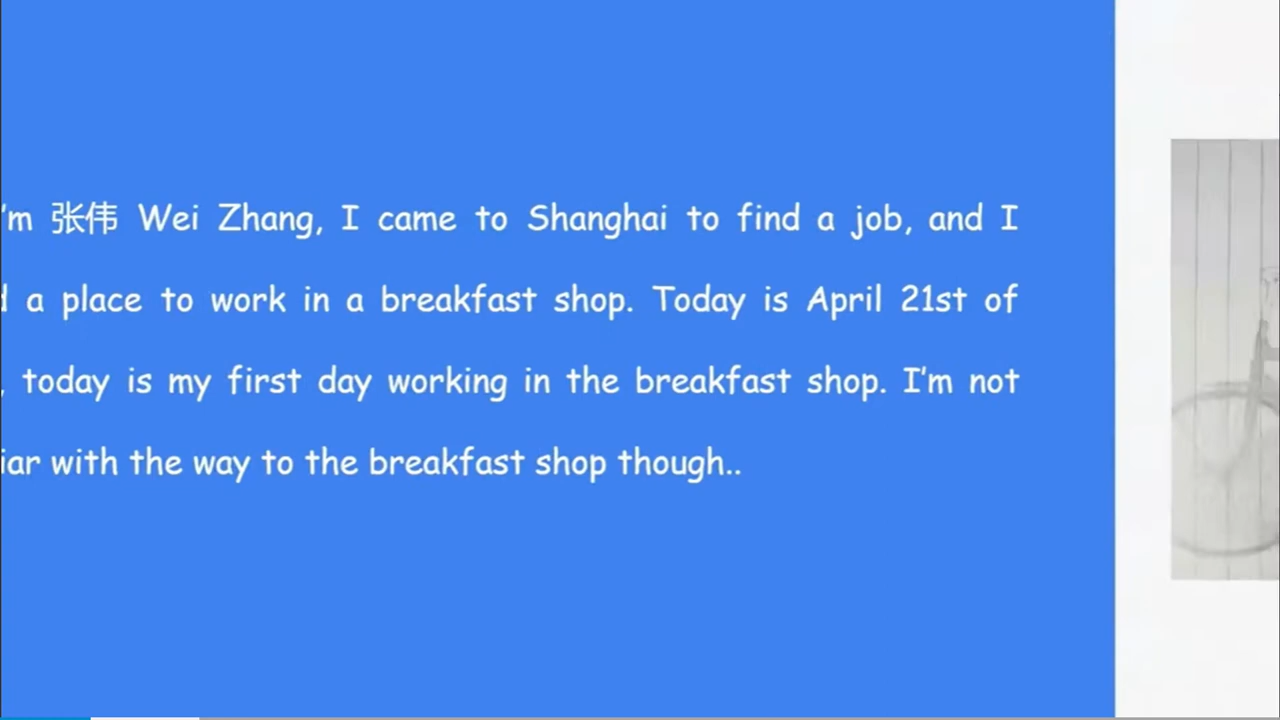 'm 张伟 Wei Zhang, I came to Shanghai to find a job, and I
a place to work in a breakfast shop. Today is April 21st of
, today is my first day working in the breakfast shop. I'm not
with the way to the breakfast shop though..